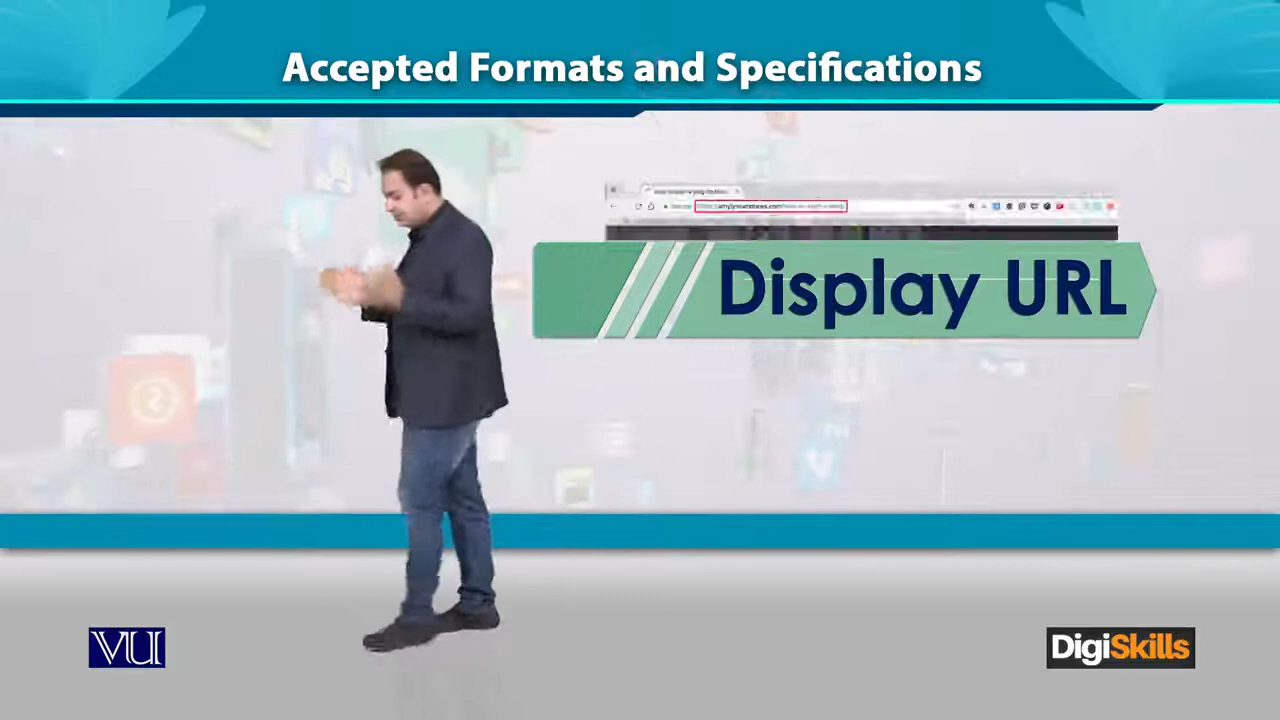 Accepted Formats and Specifications
Display URL
VU
DigiSkills